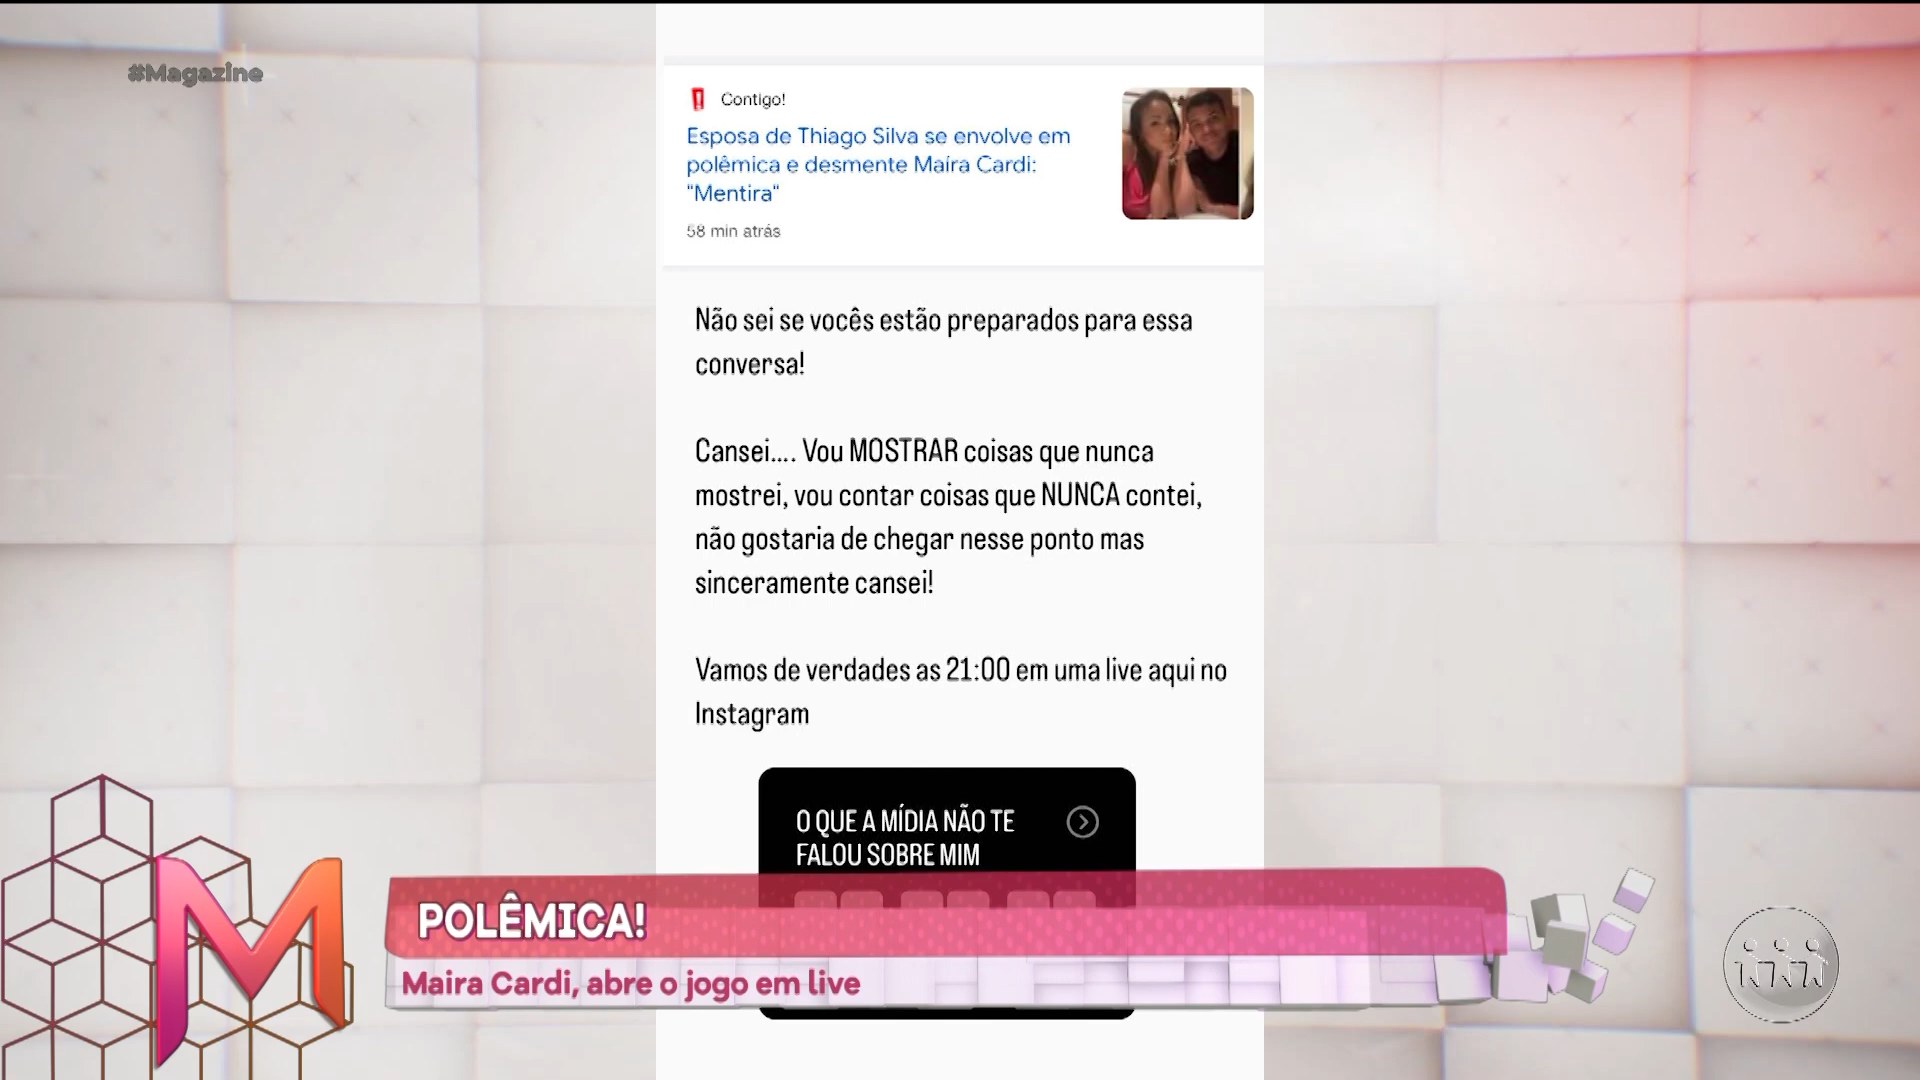 #Magazine
Contigo!
Esposa de Thiago Silva se envolve em
polêmica e desmente Maíra Cardi:
"Mentira"
58 min atrás
Não sei se vocês estão preparados para essa
conversa!
Cansei.... Vou MOSTRAR coisas que nunca
mostrei, vou contar coisas que NUNCA contei,
não gostaria de chegar nesse ponto mas
sinceramente cansei!
Vamos de verdades as 21:00 em uma live aqui no
Instagram
O QUE A MÍDIA NÃO TE
FALOU SOBRE MIM
M
POLÊMICA!
Maira Cardi, abre o jogo em live